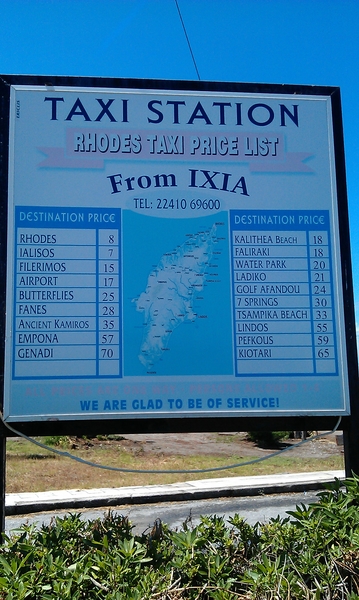 TAXI STATION
RHODES TAXI PRICE LIST
From IXIA
TEL: 22410 69600
DESTINATION PRICE
RHODES 8
IALISOS 7
FILERIMOS 15
AIRPORT 17
BUTTERFLIES 25
FANES 28
ANCIENT KAMIROS 35
EMPONA 57
GENADI 70
DESTINATION PRICE
KALITHEA BEACH 18
FALIRAKI 18
WATER PARK 20
LADIKO 21
GOLF AFANDOU 24
7 SPRINGS 30
TSAMPIKA BEACH 33
LINDOS 55
PEFKOUS 59
KIOTARI 65
WE ARE GLAD TO BE OF SERVICE!